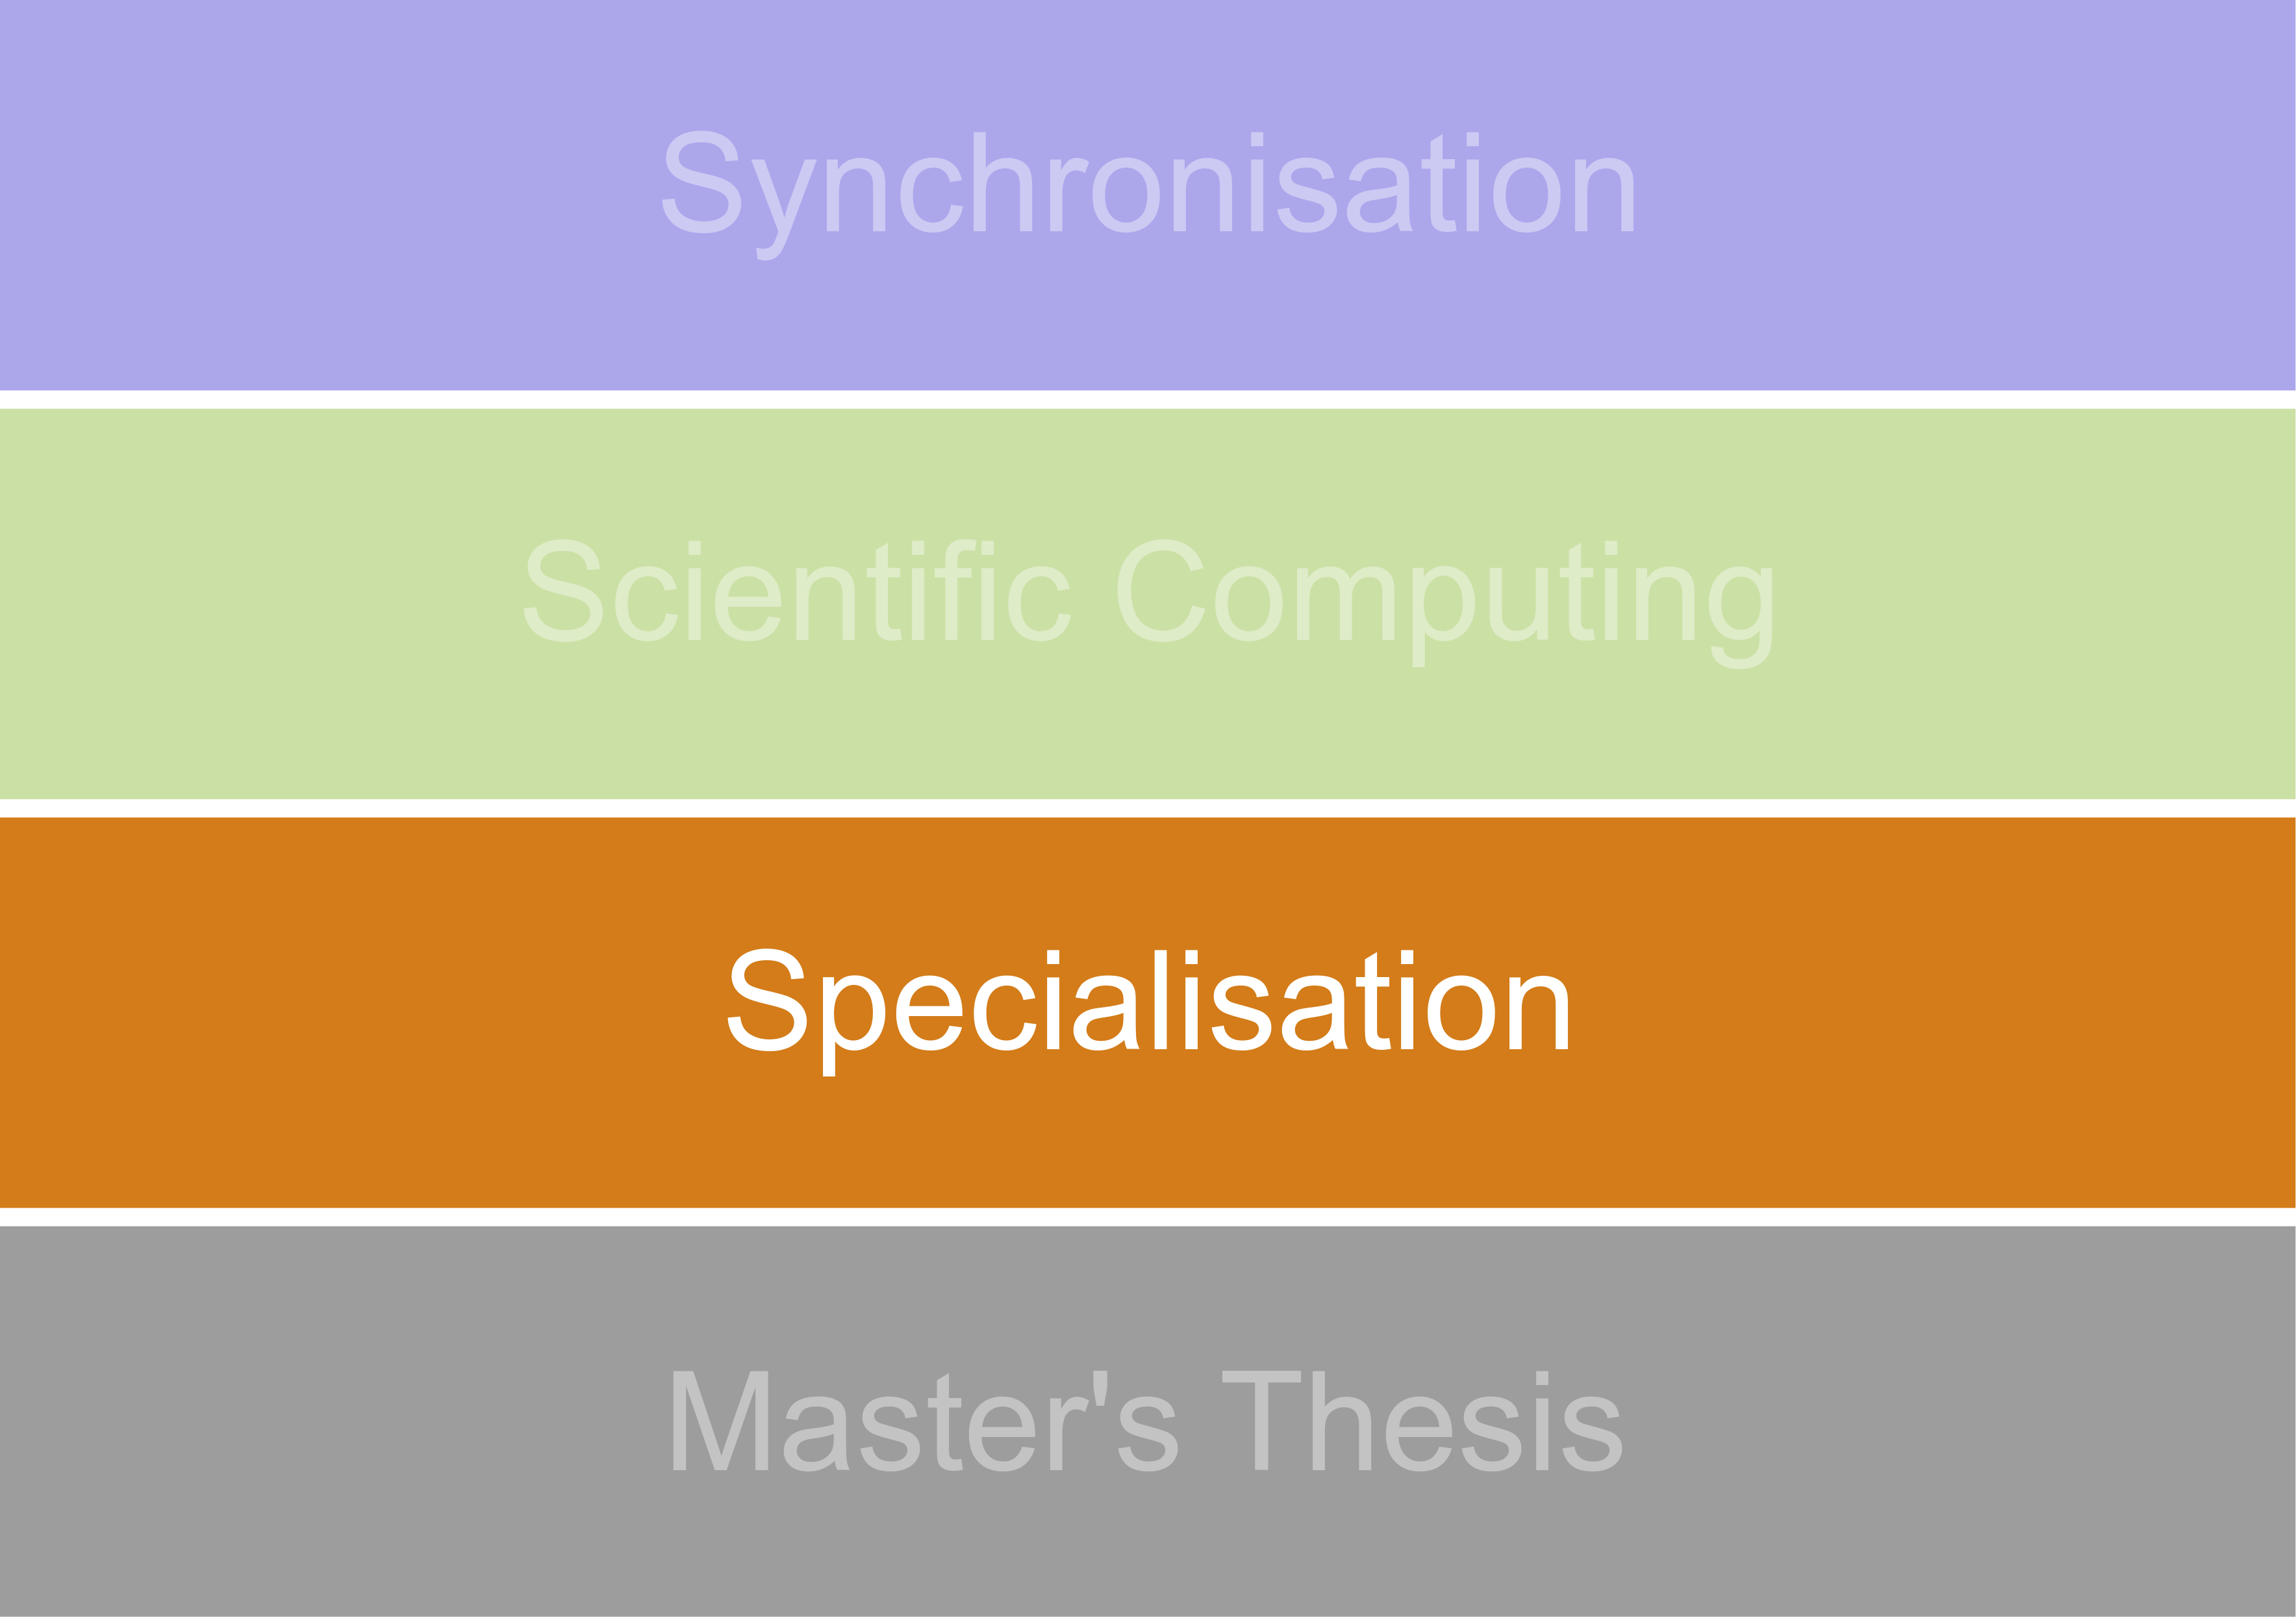 Synchronisation
Scientific Computing
Specialisation
Master's Thesis